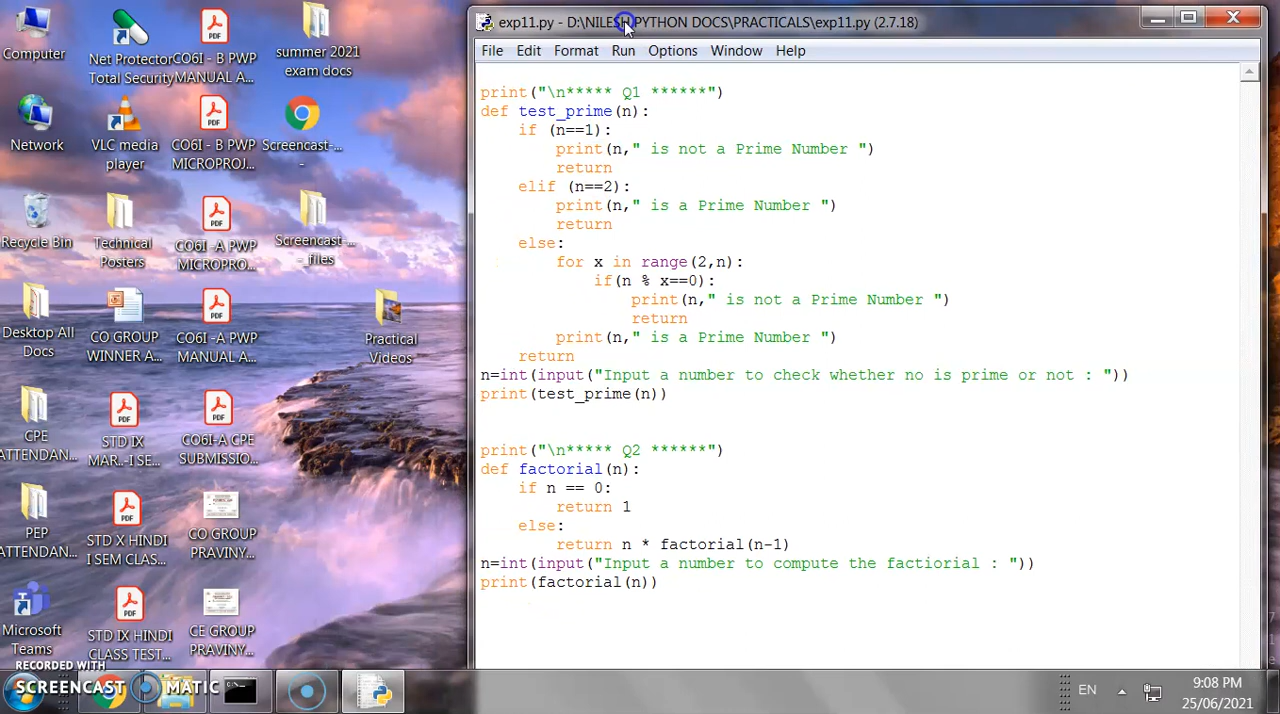 Computer
Net Protector
Total Security
CO6I - B PWP
MANUAL A...
summer 2021
exam docs
Network
VLC media
player
CO6I - B PWP
MICROPROJ...
Screencast-...
-
Recycle Bin
Technical
Posters
CO6I -A PWP
MICROPRO...
Screencast-...
-_files
Desktop All
Docs
CO GROUP
WINNER A...
CO6I -A PWP
MANUAL A...
Practical
Videos
CPE
ATTENDAN...
STD IX
MAR..-I SE...
CO6I-A CPE
SUBMISSIO...
PEP
ATTENDAN...
STD X HINDI
I SEM CLAS...
CO GROUP
PRAVINY...
Microsoft
Teams
STD IX HINDI
CLASS TEST...
CE GROUP
PRAVINY...
exp11.py - D:\NILESH PYTHON DOCS\PRACTICALS\exp11.py (2.7.18)
File Edit Format Run Options Window Help
print("\n***** Q1 ******")
def test_prime(n):
    if (n==1):
        print(n," is not a Prime Number ")
        return
    elif (n==2):
        print(n," is a Prime Number ")
        return
    else:
        for x in range(2,n):
            if(n % x==0):
                print(n," is not a Prime Number ")
                return
        print(n," is a Prime Number ")
    return
n=int(input("Input a number to check whether no is prime or not : "))
print(test_prime(n))
print("\n***** Q2 ******")
def factorial(n):
    if n == 0:
        return 1
    else:
        return n * factorial(n-1)
n=int(input("Input a number to compute the factiorial : "))
print(factorial(n))
RECORDED WITH
SCREENCAST MATIC
EN
9:08 PM
25/06/2021